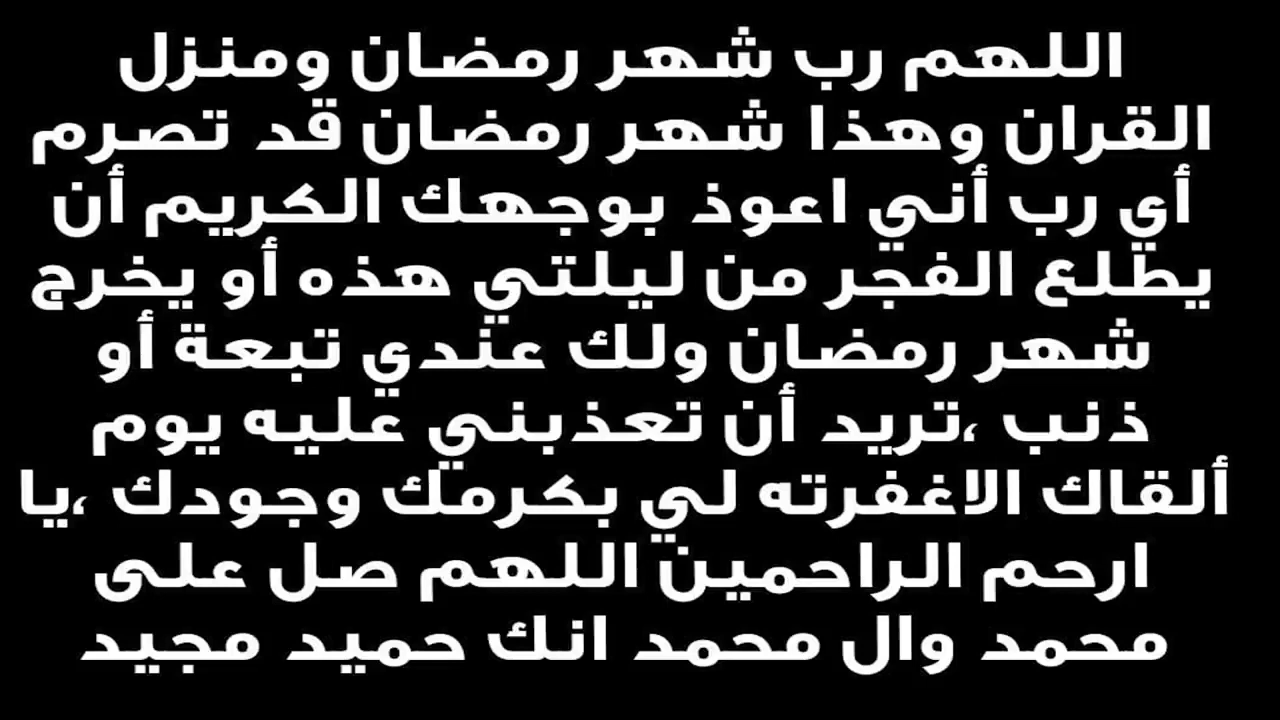 اللهم رب شهر رمضان ومنزل
القران وهذا شهر رمضان قد تصرم
أي رب أني اعوذ بوجهك الكريم أن
يطلع الفجر من ليلتي هذه أو يخرج
شهر رمضان ولك عندي تبعة أو
ذنب ،تريد أن تعذبني عليه يوم
ألقاك الاغفرته لي بكرمك وجودك ،يا
ارحم الراحمين اللهم صل على
محمد وال محمد انك حميد مجيد